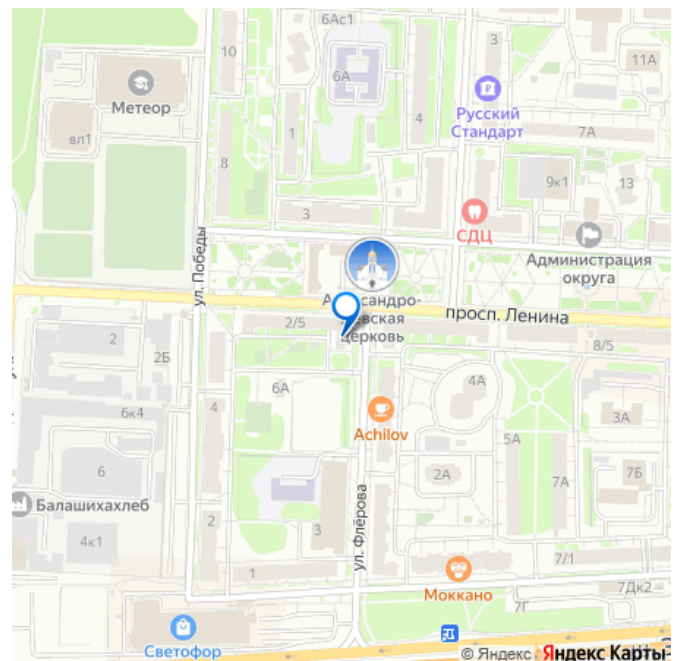 6Ас1
3
10
6А
11А
Метеор
Русский
Стандарт
вл1
1
4
7А
8
9к1
13
3
СДЦ
ул. Победы
Администрация
округа
Александро-
Невская
церковь
просп. Ленина
2/5
2
2Б
8/5
6А
4А
6к4
4
3А
Achilov
5А
6
2А
7А
7Б
Балашихахлеб
ул. Флёрова
4к1
2
3
7/1
1
Моккано
7Дк2
7Г
Светофор
© Яндекс Яндекс Карты